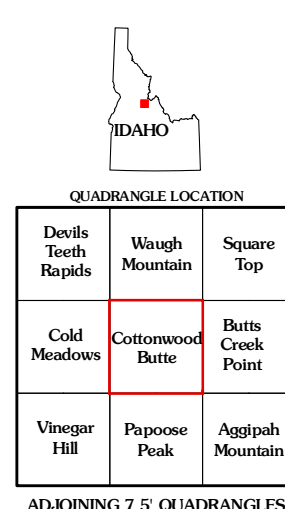 IDAHO
QUADRANGLE LOCATION
Devils
Teeth
Rapids
Waugh
Mountain
Square
Top
Cold
Meadows
Cottonwood
Butte
Butts
Creek
Point
Vinegar
Hill
Papoose
Peak
Aggipah
Mountain
ADJOINING 7.5' QUADRANGLES